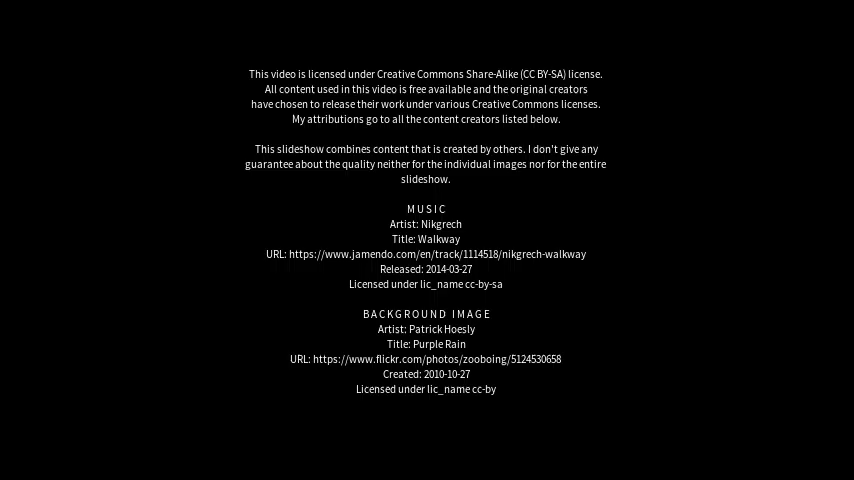 This video is licensed under Creative Commons Share-Alike (CC BY-SA) license.
All content used in this video is free available and the original creators
have chosen to release their work under various Creative Commons licenses.
My attributions go to all the content creators listed below.
This slideshow combines content that is created by others. I don't give any
guarantee about the quality neither for the individual images nor for the entire
slideshow.
MUSIC
Artist: Nikgrech
Title: Walkway
URL: https://www.jamendo.com/en/track/1114518/nikgrech-walkway
Released: 2014-03-27
Licensed under lic_name cc-by-sa
BACKGROUND IMAGE
Artist: Patrick Hoesly
Title: Purple Rain
URL: https://www.flickr.com/photos/zooboing/5124530658
Created: 2010-10-27
Licensed under lic_name cc-by